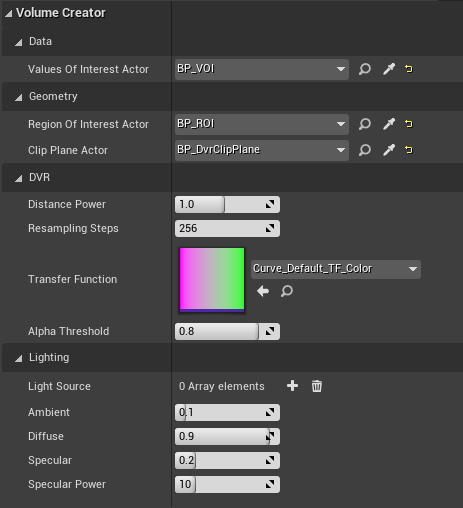 Volume Creator
Data
Values Of Interest Actor BP_VOI
Geometry
Region Of Interest Actor BP_ROI
Clip Plane Actor BP_DvrClipPlane
DVR
Distance Power 1.0
Resampling Steps 256
Transfer Function Curve_Default_TF_Color
Alpha Threshold 0.8
Lighting
Light Source 0 Array elements
Ambient 0.1
Diffuse 0.9
Specular 0.2
Specular Power 10